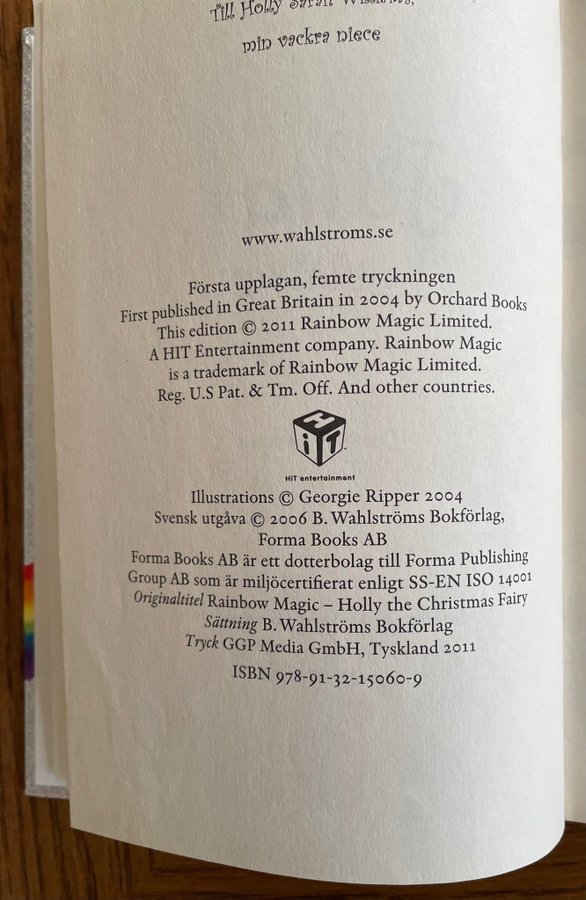 Till Holly Sarah
min vackra niece
www.wahlstroms.se
Första upplagan, femte tryckningen
First published in Great Britain in 2004 by Orchard Books
This edition © 2011 Rainbow Magic Limited.
A HIT Entertainment company. Rainbow Magic
is a trademark of Rainbow Magic Limited.
Reg. U.S Pat. & Tm. Off. And other countries.
HiT
HiT entertainment
Illustrations © Georgie Ripper 2004
Svensk utgåva © 2006 B. Wahlströms Bokförlag,
Forma Books AB
Forma Books AB är ett dotterbolag till Forma Publishing
Group AB som är miljöcertifierat enligt SS-EN ISO 14001
Originaltitel Rainbow Magic – Holly the Christmas Fairy
Sättning B. Wahlströms Bokförlag
Tryck GGP Media GmbH, Tyskland 2011
ISBN 978-91-32-15060-9